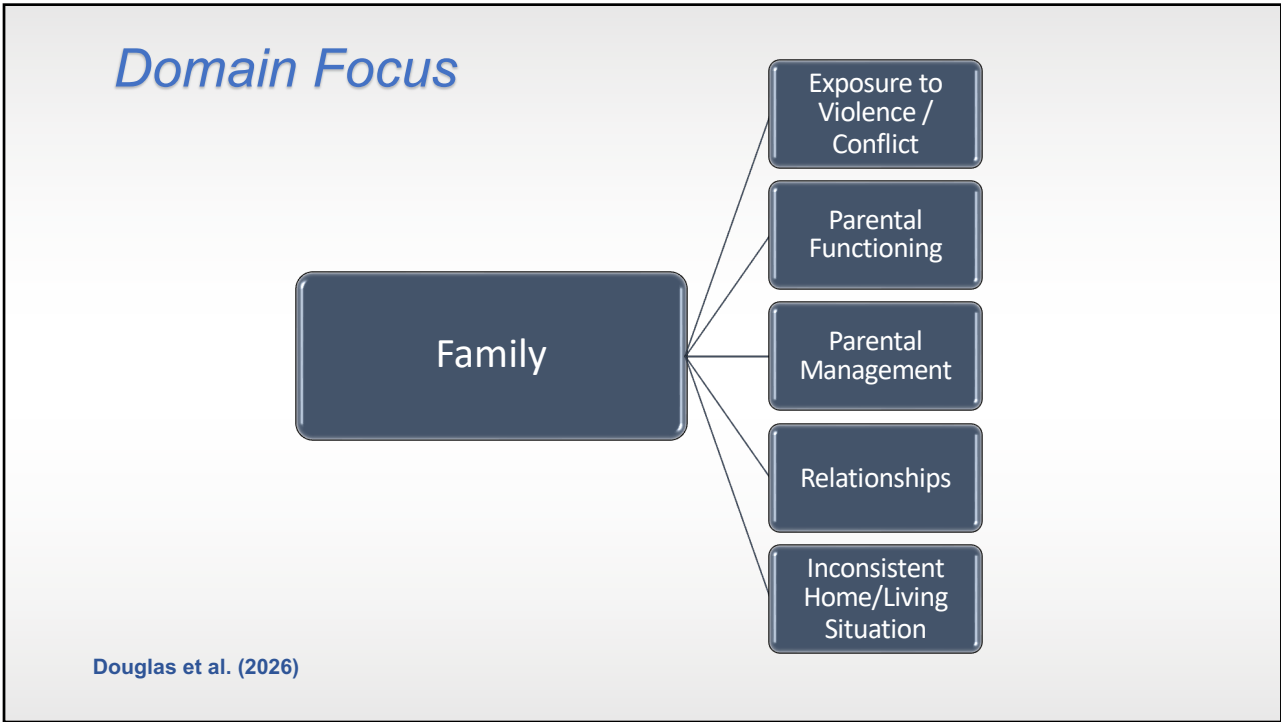 Domain Focus
Family
Exposure to
Violence /
Conflict
Parental
Functioning
Parental
Management
Relationships
Inconsistent
Home/Living
Situation
Douglas et al. (2026)